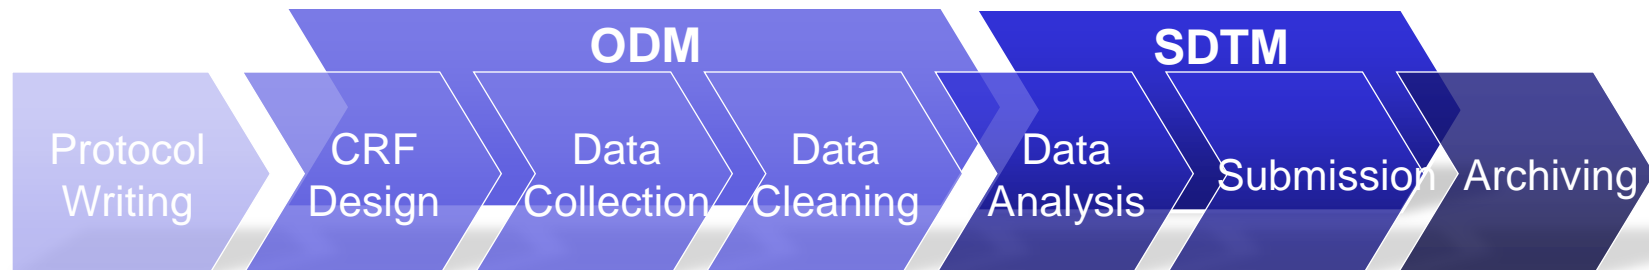 ODM
SDTM
Protocol
Writing
CRF
Design
Data
Collection
Data
Cleaning
Data
Analysis
Submission
Archiving